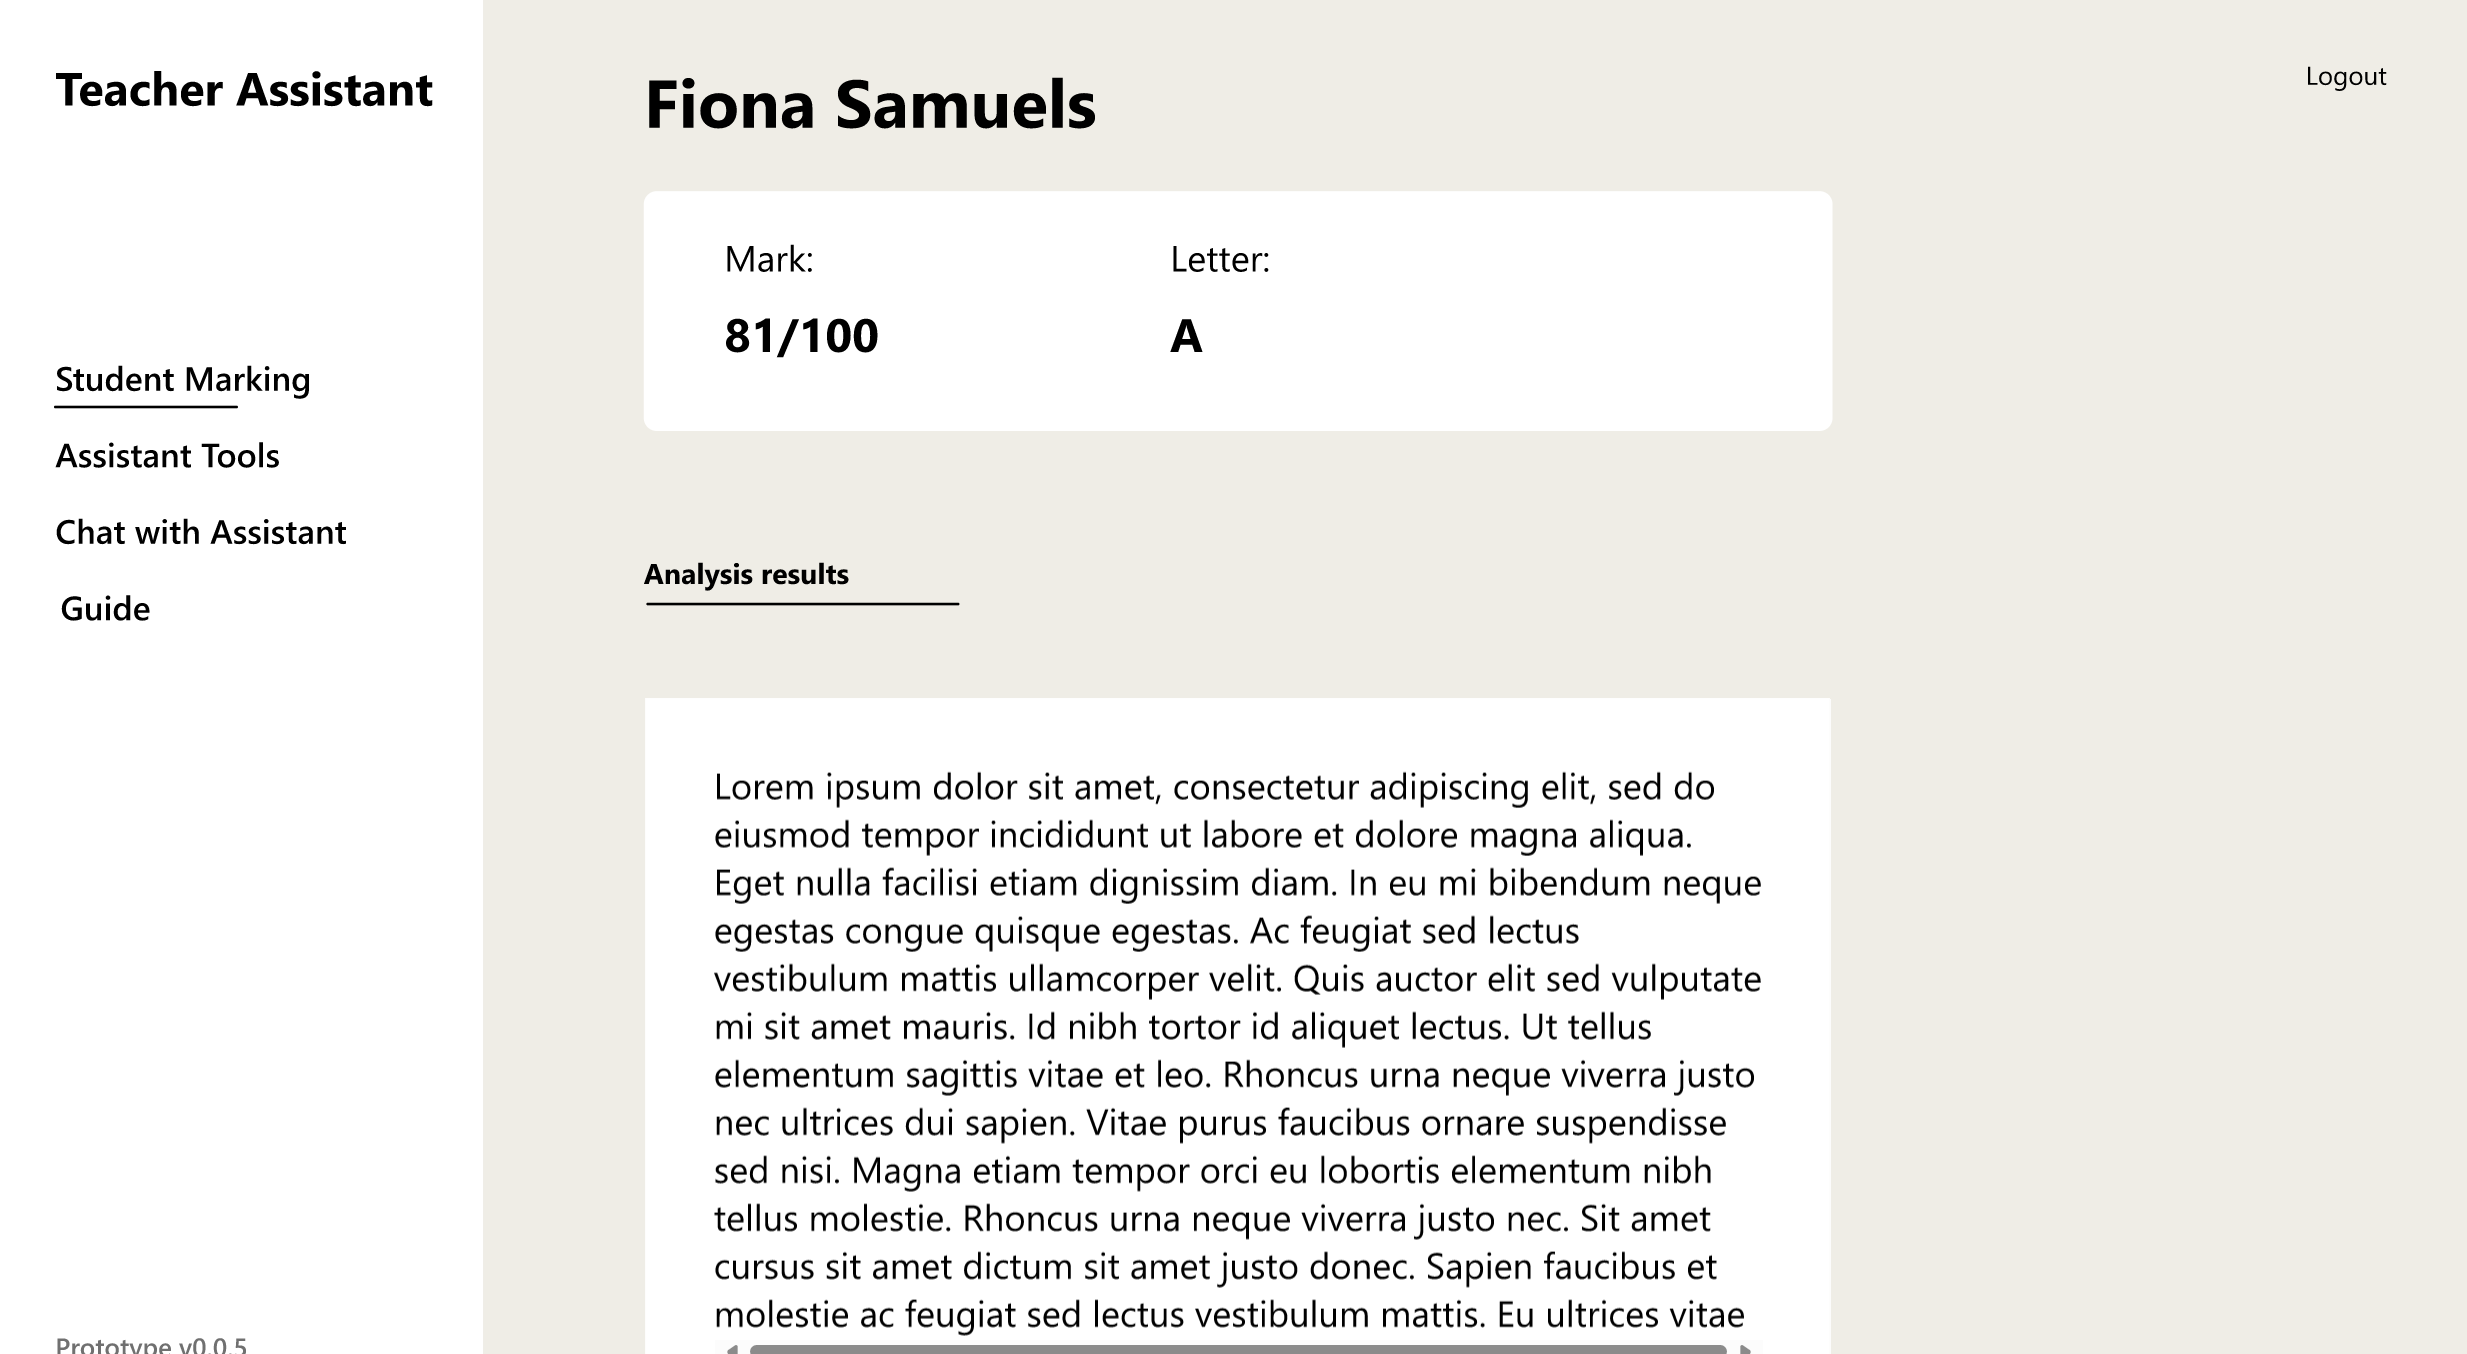 Teacher Assistant
Student Marking
Assistant Tools
Chat with Assistant
Guide
Prototype v0.0.5
Logout
Fiona Samuels
Mark:
81/100
Letter:
A
Analysis results
Lorem ipsum dolor sit amet, consectetur adipiscing elit, sed do
eiusmod tempor incididunt ut labore et dolore magna aliqua.
Eget nulla facilisi etiam dignissim diam. In eu mi bibendum neque
egestas congue quisque egestas. Ac feugiat sed lectus
vestibulum mattis ullamcorper velit. Quis auctor elit sed vulputate
mi sit amet mauris. Id nibh tortor id aliquet lectus. Ut tellus
elementum sagittis vitae et leo. Rhoncus urna neque viverra justo
nec ultrices dui sapien. Vitae purus faucibus ornare suspendisse
sed nisi. Magna etiam tempor orci eu lobortis elementum nibh
tellus molestie. Rhoncus urna neque viverra justo nec. Sit amet
cursus sit amet dictum sit amet justo donec. Sapien faucibus et
molestie ac feugiat sed lectus vestibulum mattis. Eu ultrices vitae